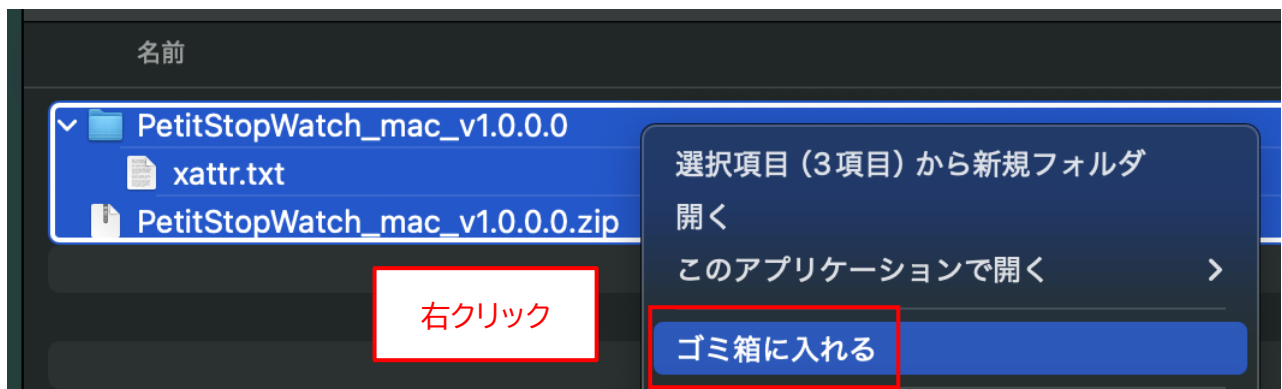 名前
PetitStopWatch_mac_v1.0.0.0
xattr.txt
PetitStopWatch_mac_v1.0.0.0.zip
選択項目（3項目）から新規フォルダ
開く
このアプリケーションで開く
右クリック
ゴミ箱に入れる